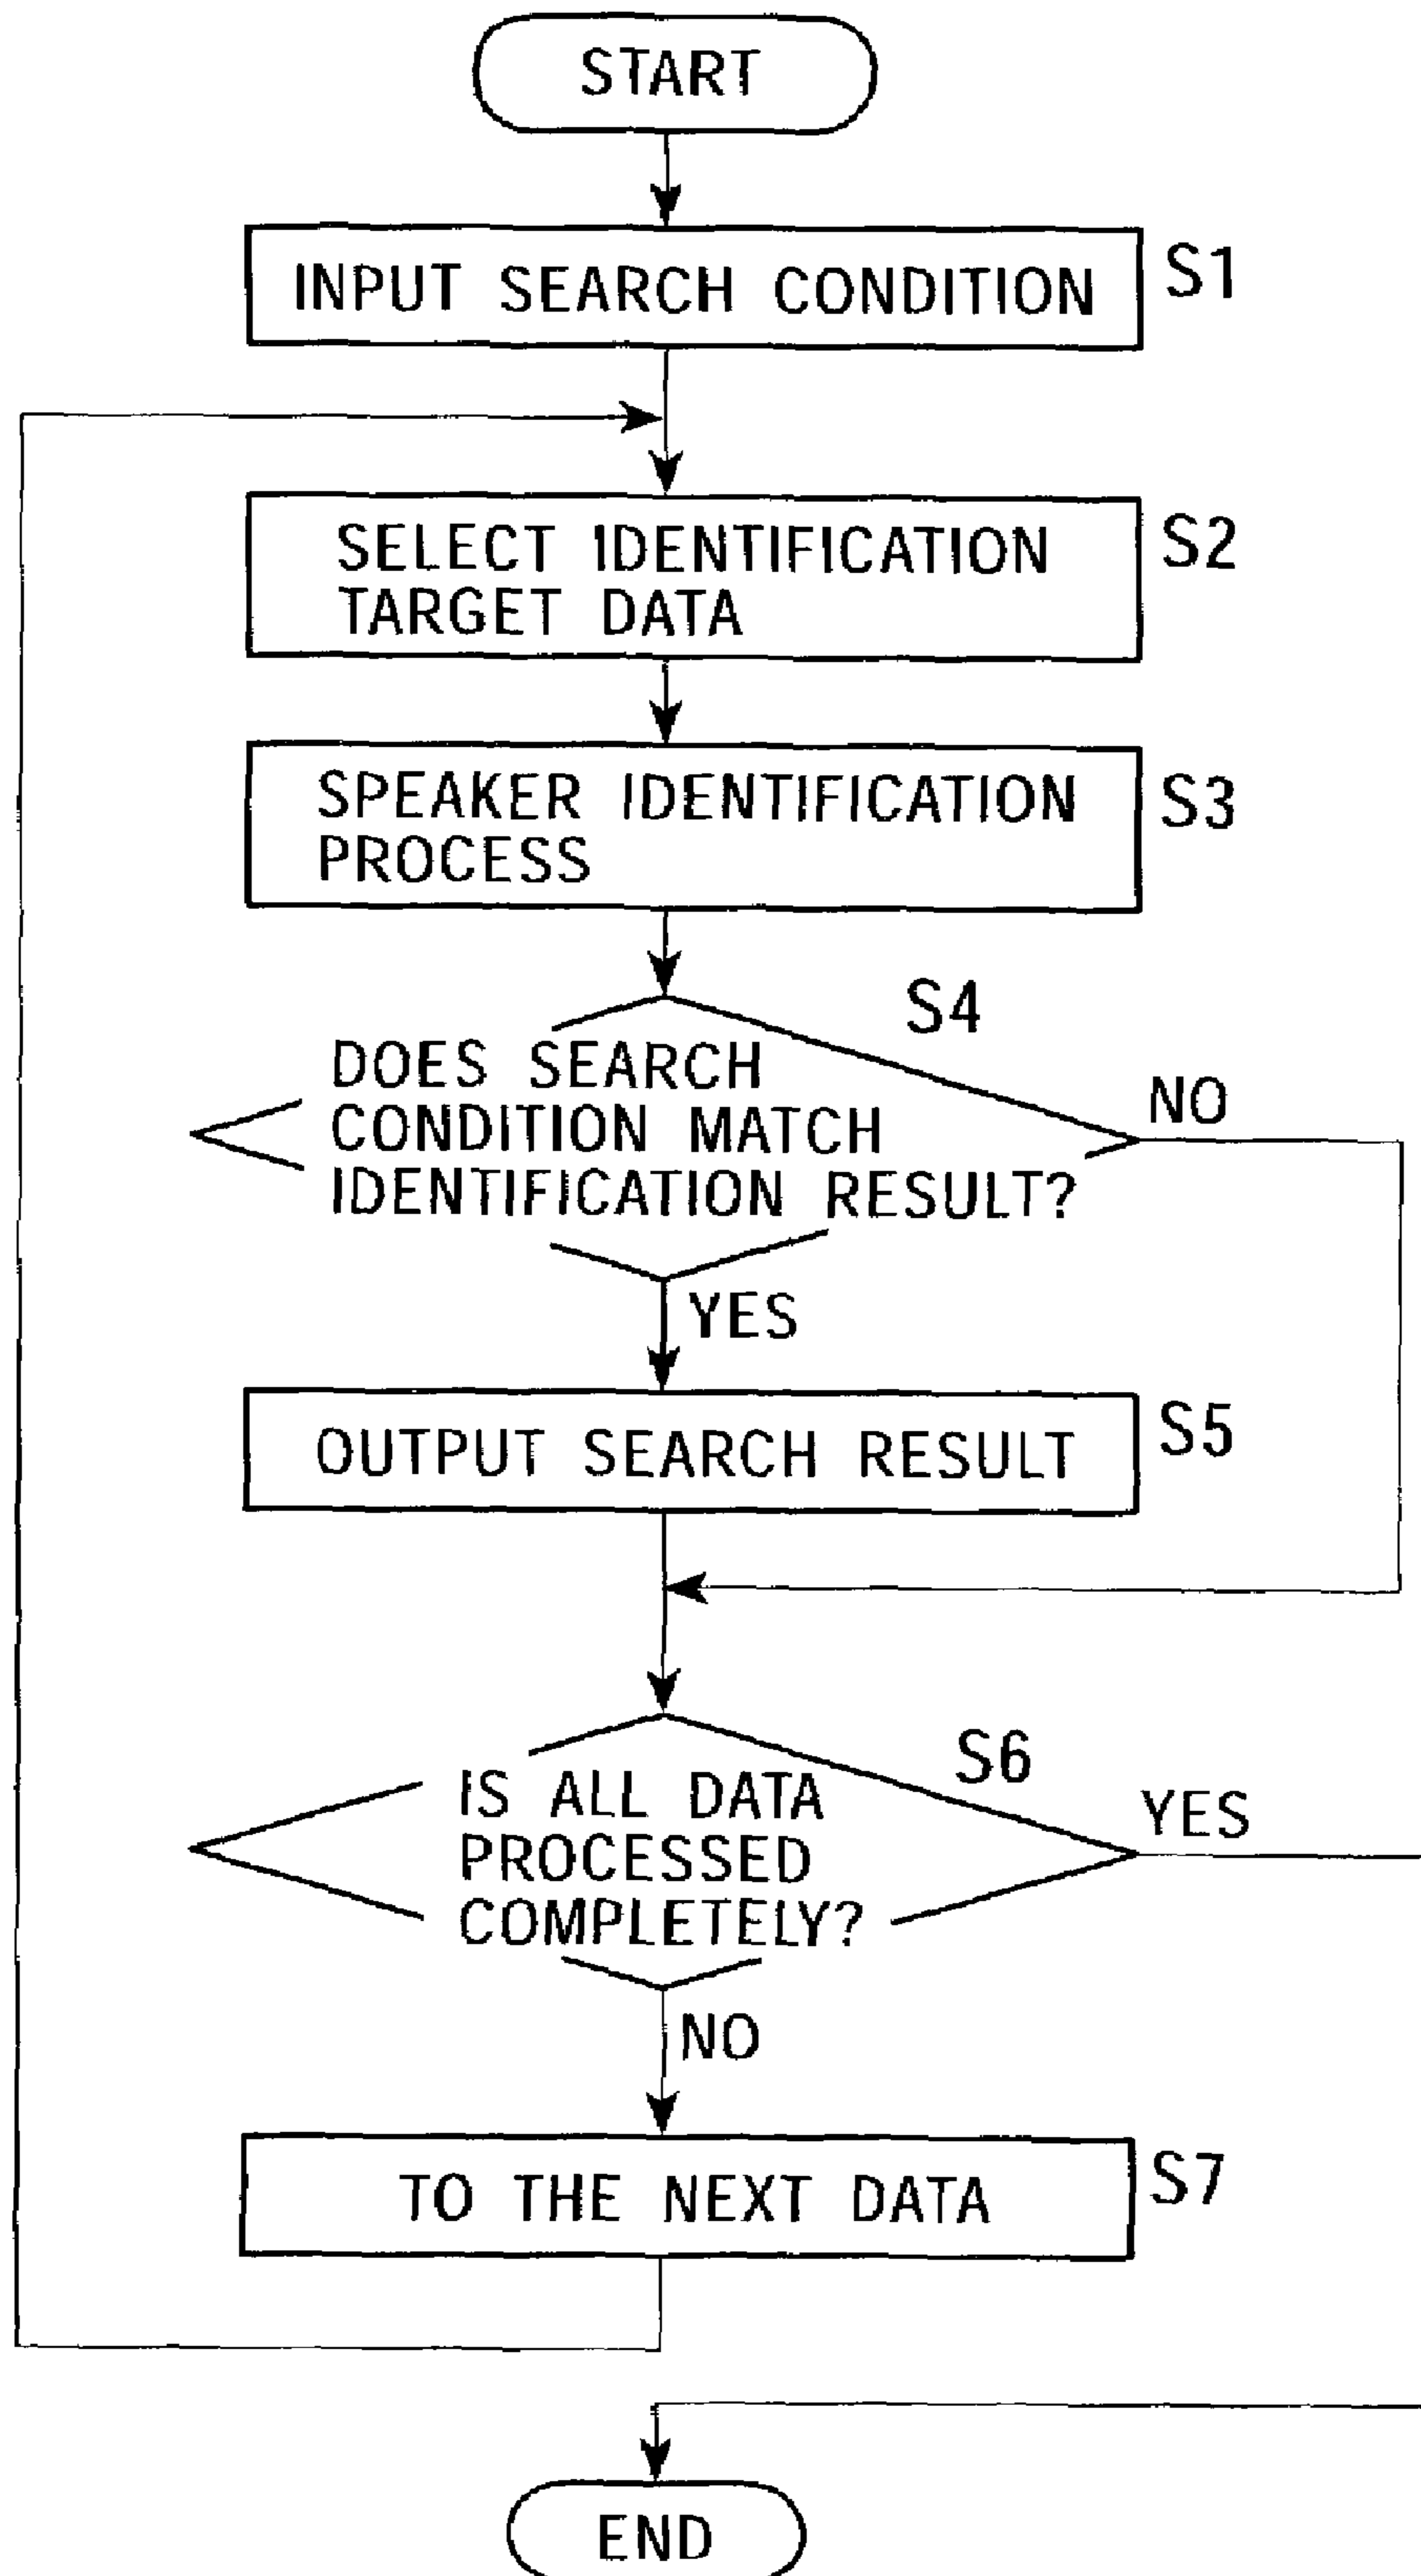 START
INPUT SEARCH CONDITION
S1
SELECT IDENTIFICATION
TARGET DATA
S2
SPEAKER IDENTIFICATION
PROCESS
S3
S4
DOES SEARCH
CONDITION MATCH
IDENTIFICATION RESULT?
NO
YES
OUTPUT SEARCH RESULT
S5
S6
IS ALL DATA
PROCESSED
COMPLETELY?
YES
NO
TO THE NEXT DATA
S7
END